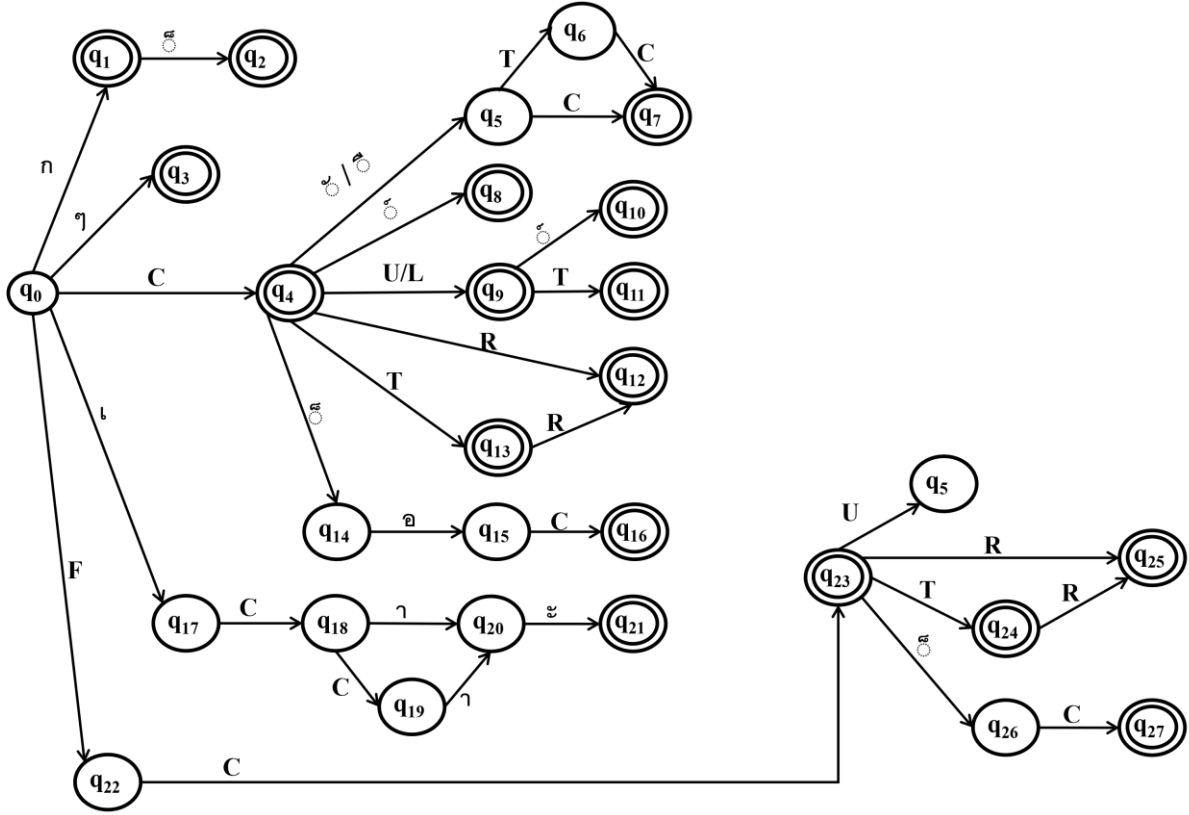 q6
q1 ◌็ q2
T C
q5 C q7
ก
q3
◌ั / ◌ื
q8
ๆ
◌์
q10
◌์
C U/L T
q0 q4 q9 q11
R
q12
T
◌็
R
เ
q13
q5
U
q14 อ q15 C q16
R
q25
F
q23
T R
q17 C q18 า q20 ะ q21
q24
◌็
C
q19 า
q26 C q27
q22 C